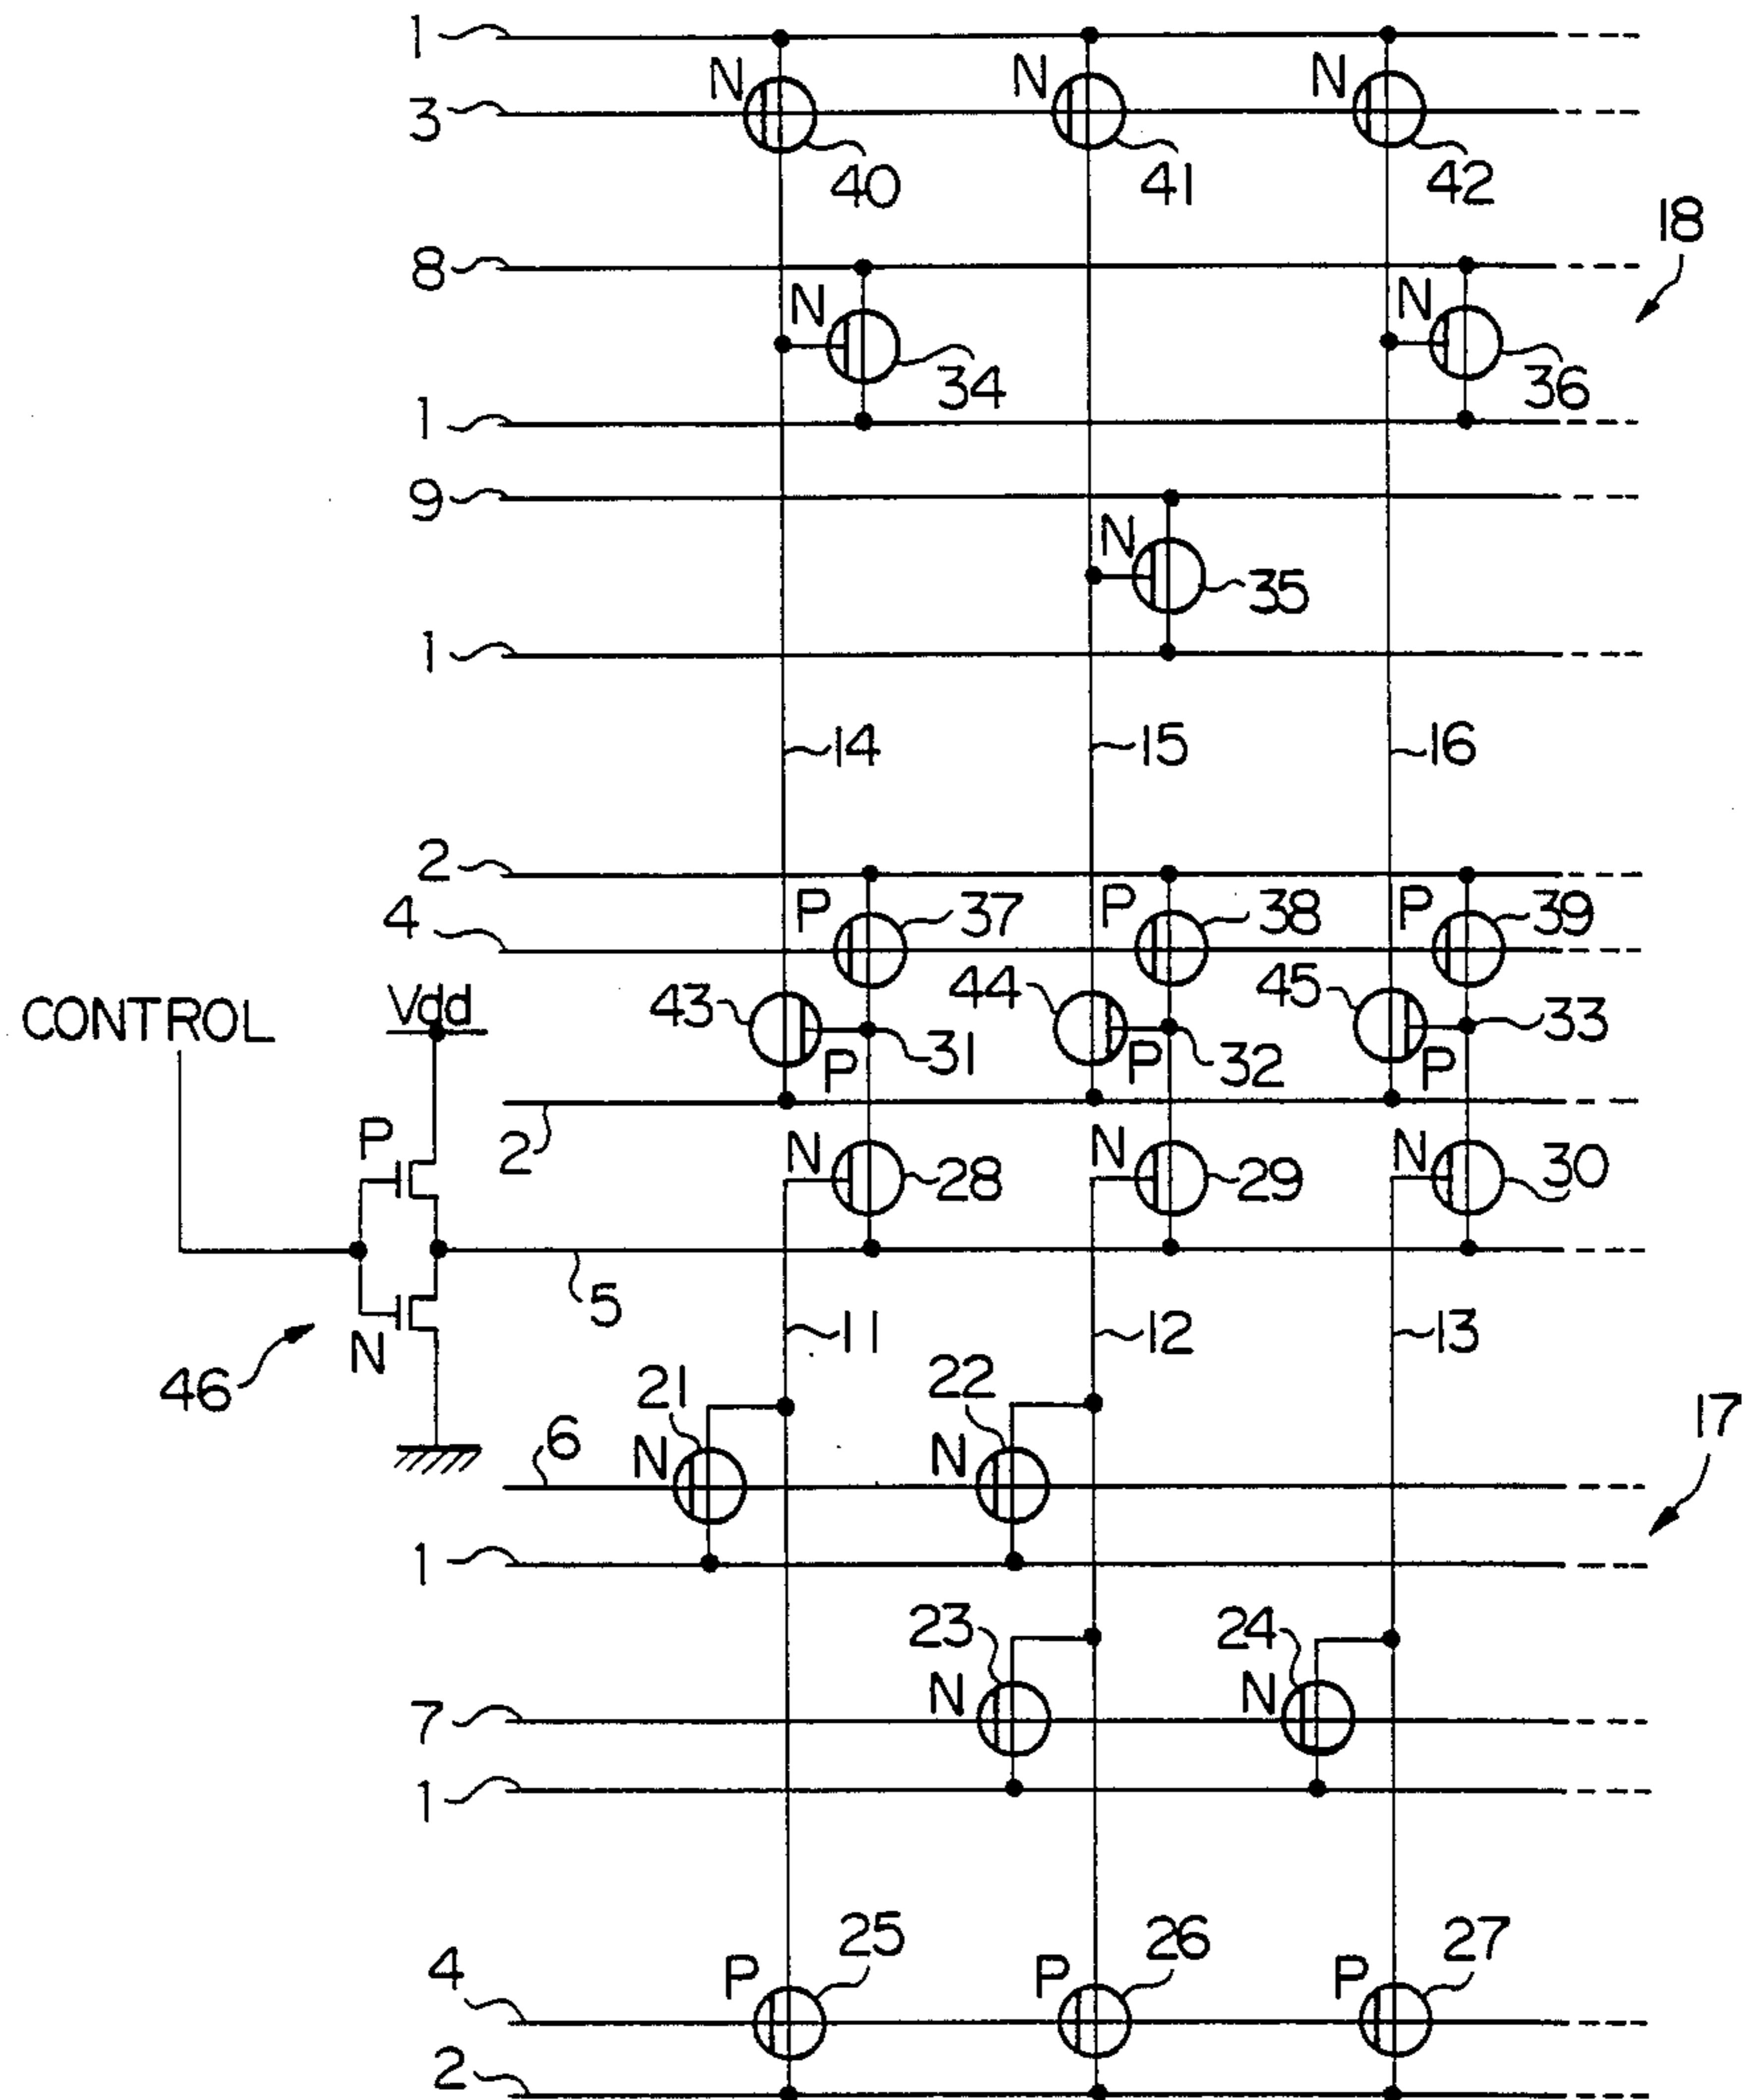 1
N N N
3
40 41 42
18
8
N N
34 36
1
9
N
35
1
14 15 16
2
P 37 P 38 P 39
4
43 44 45
CONTROL Vdd
P 31 P 32 P 33
2
P N N N
28 29 30
5
11 12 13
N
46
21 22
6 N N
17
1
23 24
N N
7
1
25 26 27
P P P
4
2